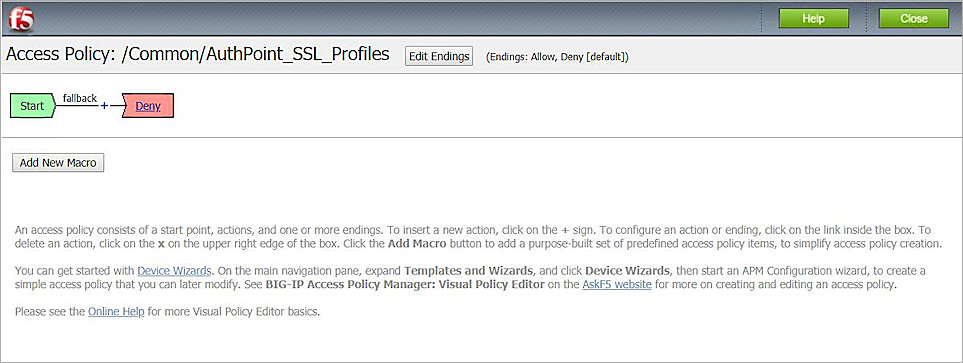 f5
Help
Close
Access Policy: /Common/AuthPoint_SSL_Profiles
Edit Endings
(Endings: Allow, Deny [default])
Start
fallback
+
Deny
Add New Macro
An access policy consists of a start point, actions, and one or more endings. To insert a new action, click on the + sign. To configure an action or ending, click on the link inside the box. To
delete an action, click on the x on the upper right edge of the box. Click the Add Macro button to add a purpose-built set of predefined access policy items, to simplify access policy creation.
You can get started with Device Wizards. On the main navigation pane, expand Templates and Wizards, and click Device Wizards, then start an APM Configuration wizard, to create a
simple access policy that you can later modify. See BIG-IP Access Policy Manager: Visual Policy Editor on the AskF5 website for more on creating and editing an access policy.
Please see the Online Help for more Visual Policy Editor basics.